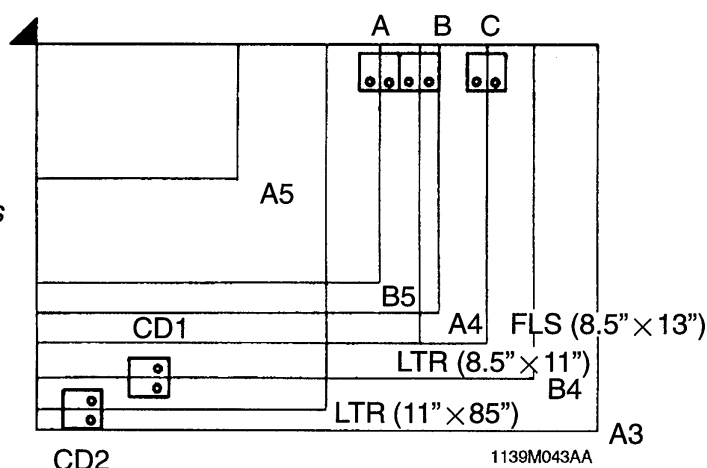 A B C
A5
s
B5
CD1
A4 FLS (8.5”×13”)
LTR (8.5”×11”)
B4
LTR (11”×85”)
A3
CD2
1139M043AA